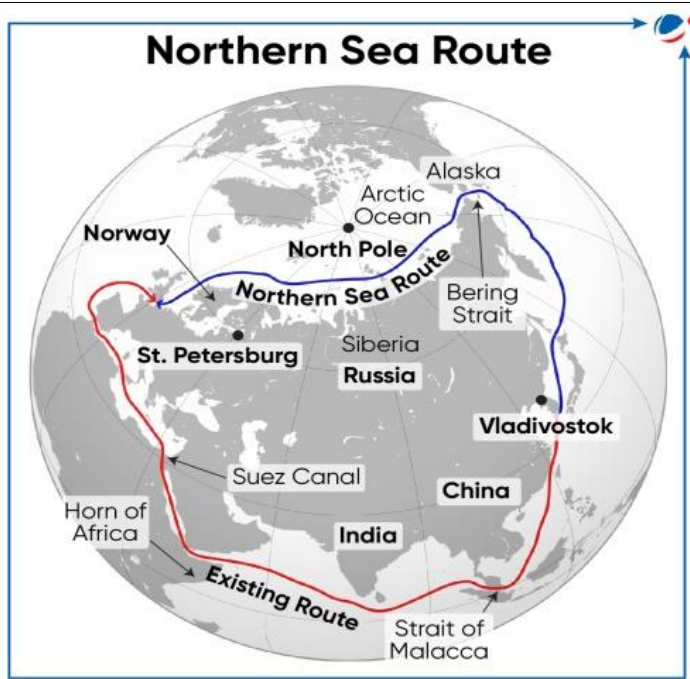 Northern Sea Route
Alaska
Arctic
Ocean
Norway
North Pole
Northern Sea Route
Bering
Strait
St. Petersburg
Siberia
Russia
Vladivostok
Suez Canal
China
Horn of
Africa
India
Existing Route
Strait of
Malacca